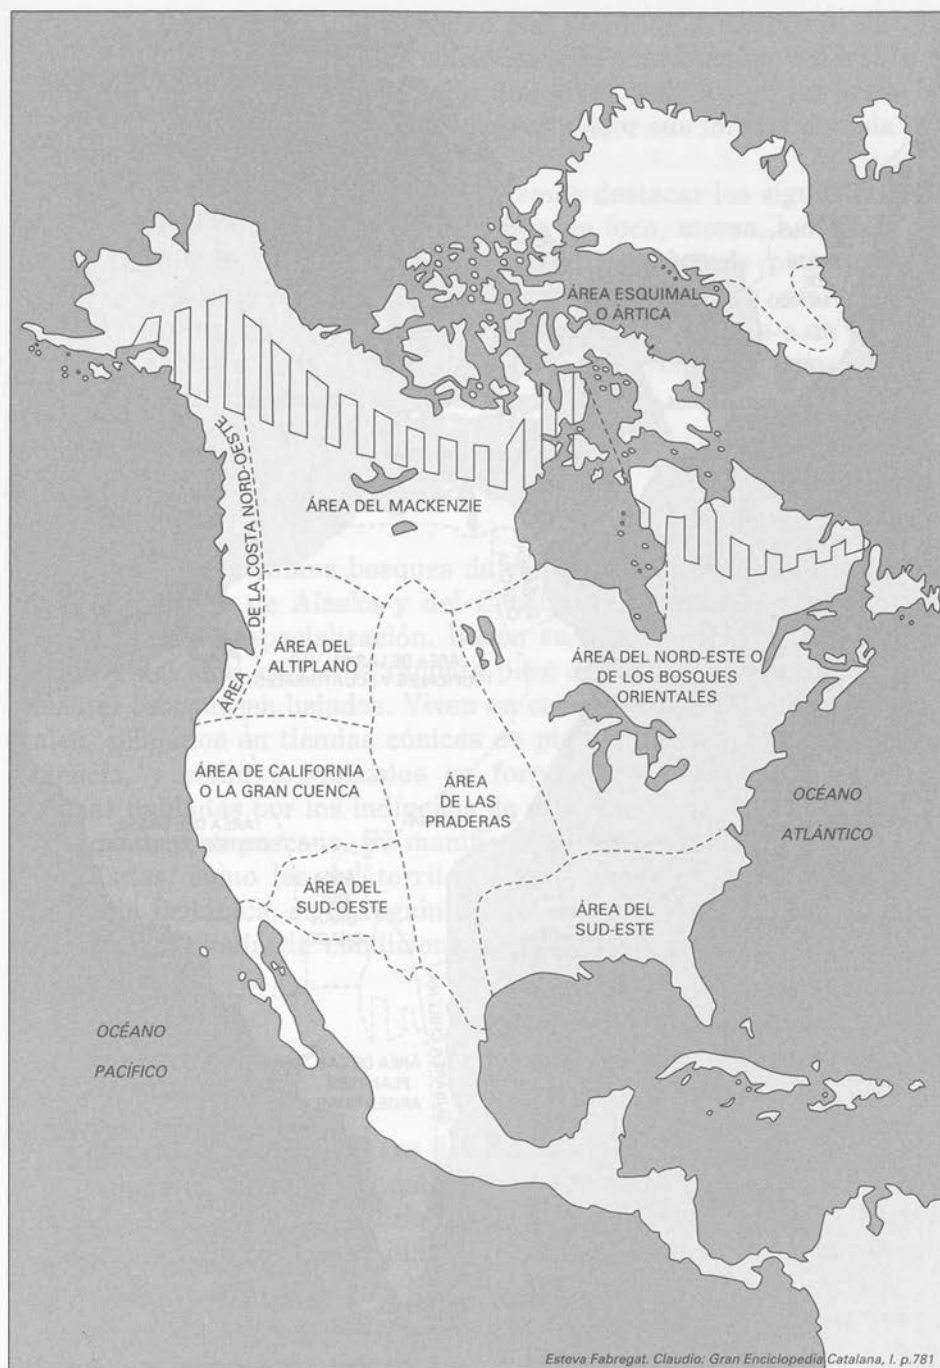 ÁREA ESQUIMAL
O ÁRTICA
ÁREA DE LA COSTA NORD-OESTE
ÁREA DEL MACKENZIE
ÁREA DEL
ALTIPLANO
ÁREA DEL NORD-ESTE O
DE LOS BOSQUES
ORIENTALES
ÁREA DE CALIFORNIA
O LA GRAN CUENCA
ÁREA
DE LAS
PRADERAS
OCÉANO
ATLÁNTICO
ÁREA DEL
SUD-OESTE
ÁREA DEL
SUD-ESTE
OCÉANO
PACÍFICO
Esteva Fabregat. Claudio: Gran Enciclopedia Catalana, I. p.781